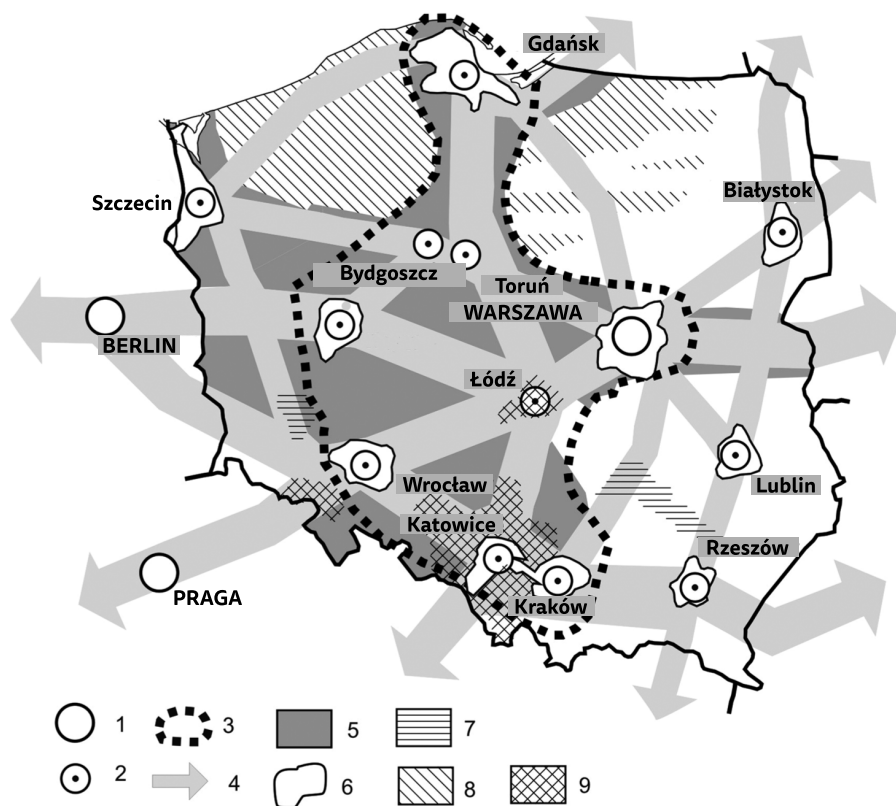 Gdańsk
Szczecin
Białystok
Bydgoszcz
Toruń
WARSZAWA
BERLIN
Łódź
Wrocław
Lublin
Katowice
Rzeszów
PRAGA
Kraków
1
3
5
7
2
4
6
8
9